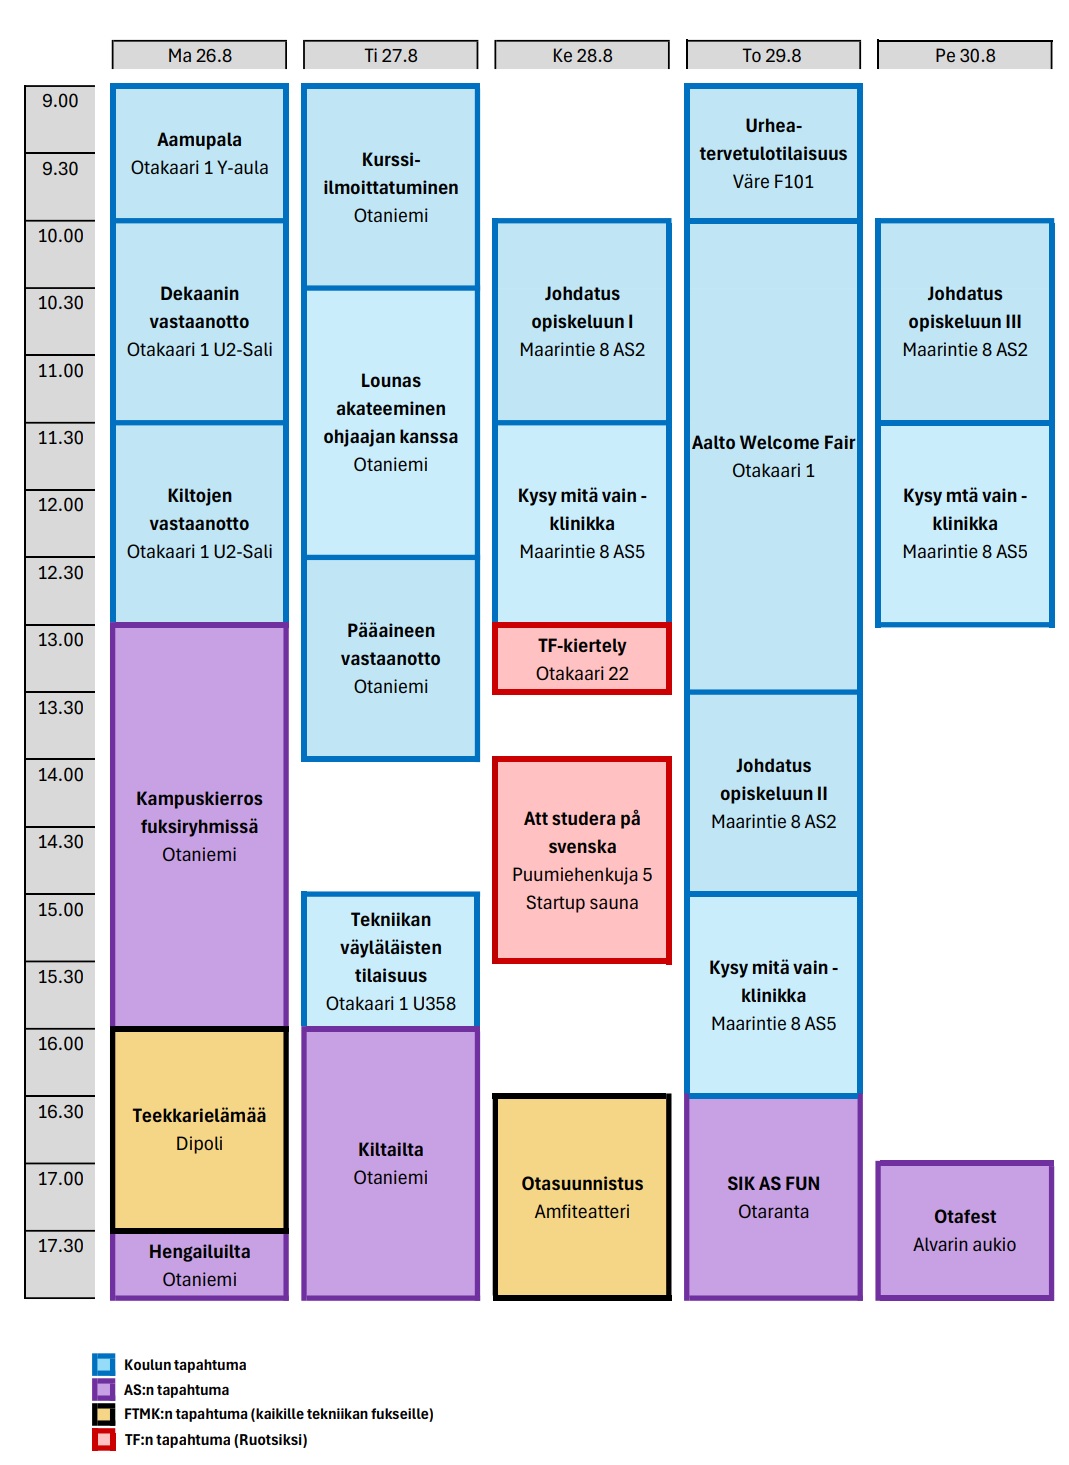 Ma 26.8
Ti 27.8
Ke 28.8
To 29.8
Pe 30.8
9.00
9.30
10.00
10.30
11.00
11.30
12.00
12.30
13.00
13.30
14.00
14.30
15.00
15.30
16.00
16.30
17.00
17.30
Aamupala
Otakaari 1 Y-aula
Dekaanin
vastaanotto
Otakaari 1 U2-Sali
Kiltojen
vastaanotto
Otakaari 1 U2-Sali
Kampuskierros
fuksiryhmissä
Otaniemi
Teekkarielämää
Dipoli
Hengailuilta
Otaniemi
Kurssi-
ilmoittatuminen
Otaniemi
Lounas
akateeminen
ohjaajan kanssa
Otaniemi
Pääaineen
vastaanotto
Otaniemi
Tekniikan
väyläläisten
tilaisuus
Otakaari 1 U358
Kiltailta
Otaniemi
Johdatus
opiskeluun I
Maarintie 8 AS2
Kysy mitä vain -
klinikka
Maarintie 8 AS5
TF-kiertely
Otakaari 22
Att studera på
svenska
Puumiehenkuja 5
Startup sauna
Otasuunnistus
Amfiteatteri
Urhea-
tervetulotilaisuus
Väre F101
Aalto Welcome Fair
Otakaari 1
Johdatus
opiskeluun II
Maarintie 8 AS2
Kysy mitä vain -
klinikka
Maarintie 8 AS5
SIK AS FUN
Otaranta
Johdatus
opiskeluun III
Maarintie 8 AS2
Kysy mtä vain -
klinikka
Maarintie 8 AS5
Otafest
Alvarin aukio
Koulun tapahtuma
AS:n tapahtuma
FTMK:n tapahtuma (kaikille tekniikan fukseille)
TF:n tapahtuma (Ruotsiksi)